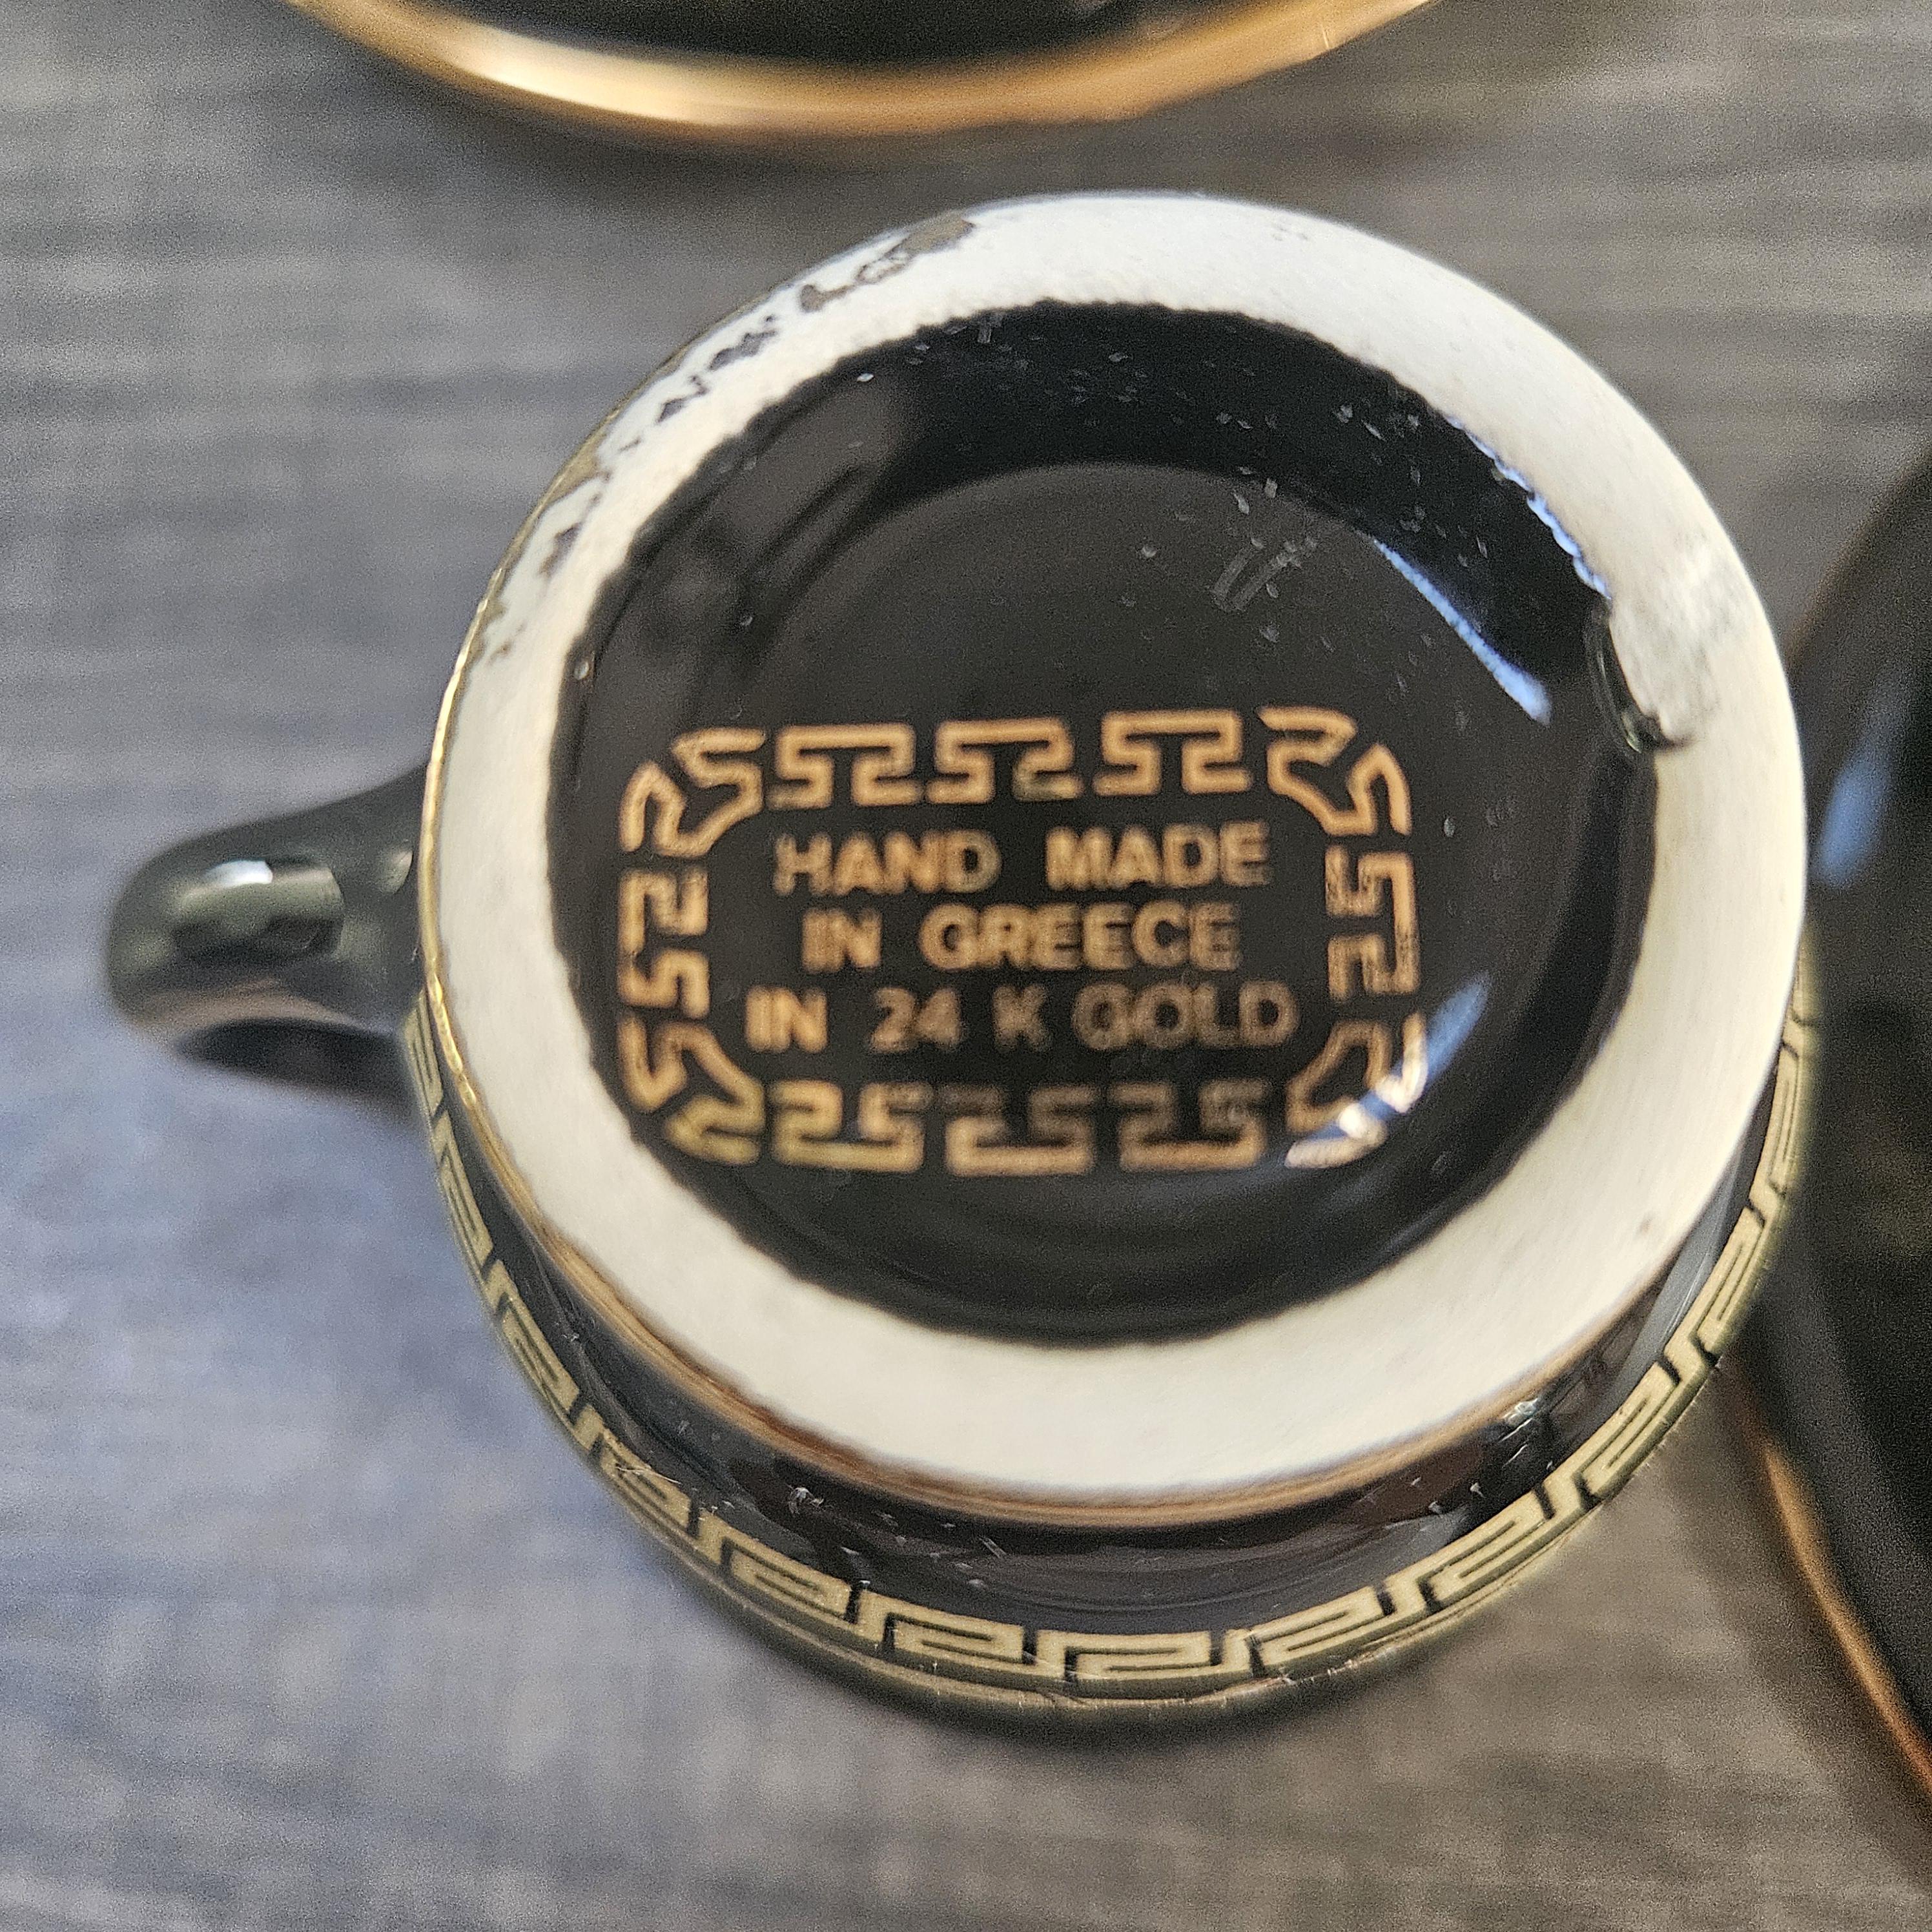 HAND MADE
IN GREECE
IN 24 K GOLD